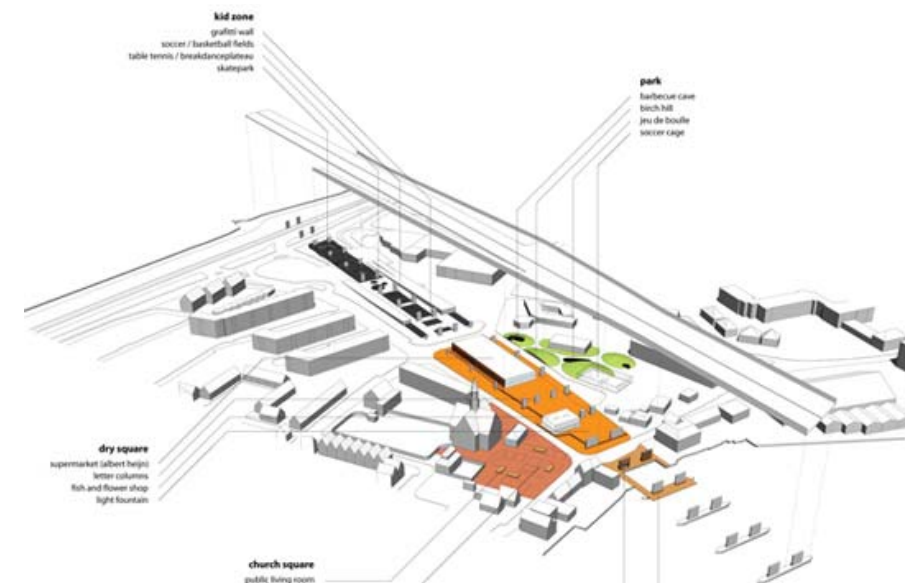 kid zone
grafitti wall
soccer / basketball fields
table tennis / breakdanceplateau
skatepark
park
barbecue cave
birch hill
jeu de boulle
soccer cage
dry square
supermarket (albert heijn)
letter columns
fish and flower shop
light fountain
church square
public living room